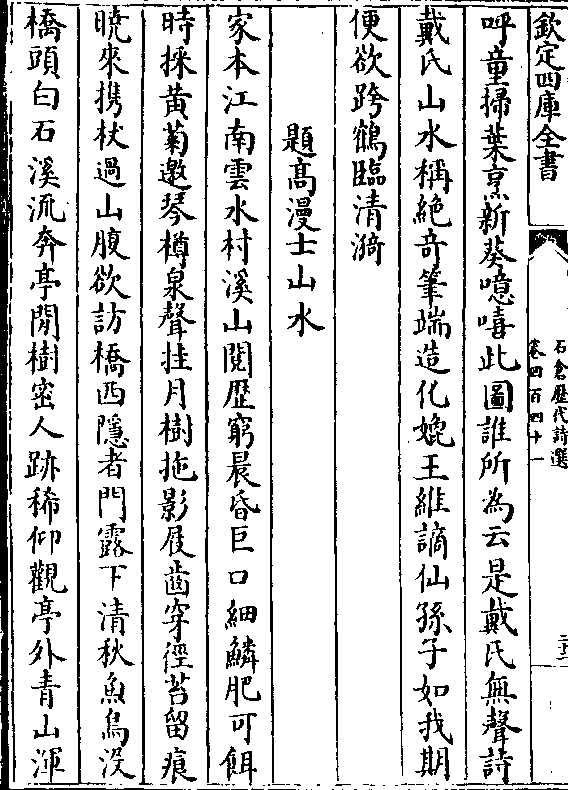 欽定四庫全書
石倉歷代詩選
卷四百四十一
呼童掃葉烹新葵噫嘻此圖誰所為云是戴氏無聲詩
戴氏山水稱絶竒筆端造化娩王維謫仙孫子如我期
便欲跨鶴臨清漪
題髙漫士山水
家本江南雲水村溪山閱歴窮晨昏巨口細鱗肥可餌
時採黄菊邀琴樽泉聲挂月樹拖影屐齒穿徑苔留痕
曉來攜杖過山腹欲訪橋西隱者門露下清秋魚鳥没
橋頭白石溪流奔亭閒樹密人跡稀仰觀亭外青山渾